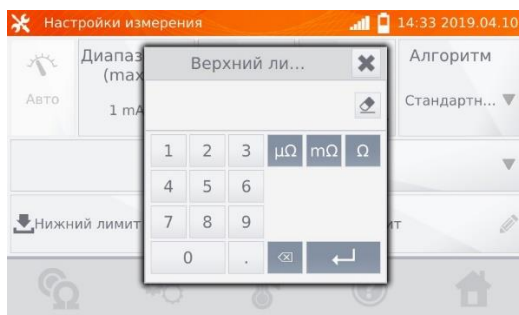 Настройки измерения 14:33 2019.04.10
Диапаз
(max
Верхний ли...
Алгоритм
Авто
1 mA
Стандартн...
1 2 3 µΩ mΩ Ω
4 5 6
Нижний лимит
7 8 9
ит
0 .